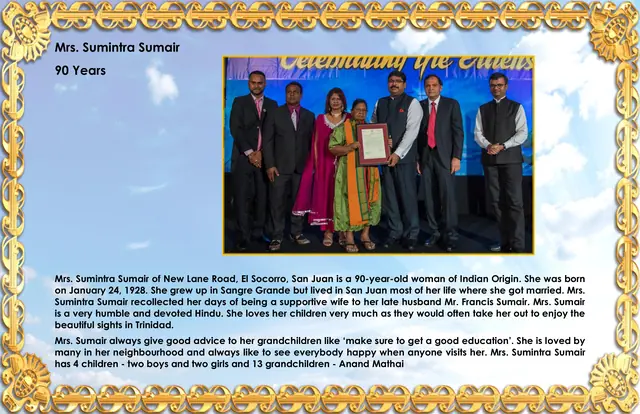 Mrs. Sumintra Sumair
90 Years
Celebrating the Elders
Mrs. Sumintra Sumair of New Lane Road, El Socorro, San Juan is a 90-year-old woman of Indian Origin. She was born
on January 24, 1928. She grew up in Sangre Grande but lived in San Juan most of her life where she got married. Mrs.
Sumintra Sumair recollected her days of being a supportive wife to her late husband Mr. Francis Sumair. Mrs. Sumair
is a very humble and devoted Hindu. She loves her children very much as they would often take her out to enjoy the
beautiful sights in Trinidad.
Mrs. Sumair always give good advice to her grandchildren like ‘make sure to get a good education’. She is loved by
many in her neighbourhood and always like to see everybody happy when anyone visits her. Mrs. Sumintra Sumair
has 4 children - two boys and two girls and 13 grandchildren - Anand Mathai